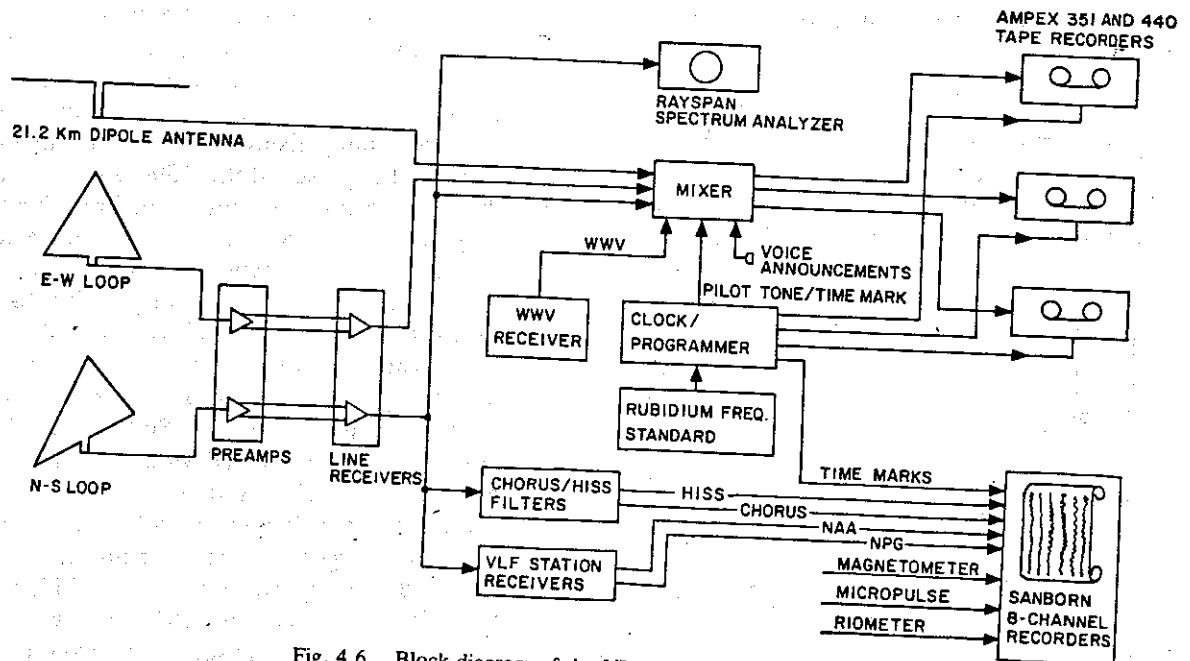 AMPEX 351 AND 440
TAPE RECORDERS
RAYSPAN
SPECTRUM ANALYZER
21.2 Km DIPOLE ANTENNA
MIXER
E-W LOOP
WWV
VOICE
ANNOUNCEMENTS
PILOT TONE/TIME MARK
WWV
RECEIVER
CLOCK/
PROGRAMMER
RUBIDIUM FREQ.
STANDARD
PREAMPS
LINE
RECEIVERS
N-S LOOP
TIME MARKS
CHORUS/HISS
FILTERS
HISS
CHORUS
NAA
NPG
VLF STATION
RECEIVERS
MAGNETOMETER
MICROPULSE
RIOMETER
SANBORN
8-CHANNEL
RECORDERS
Fig. 4.6 Block diagram of the